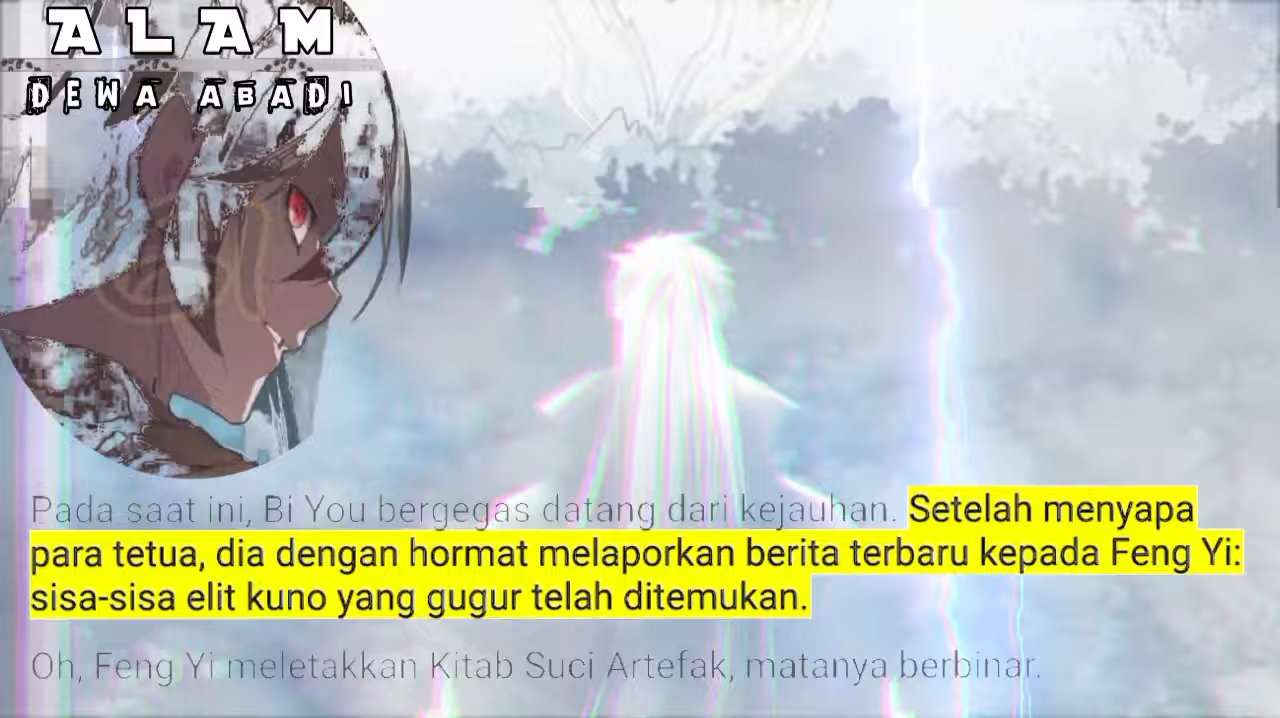 ALAM
DEWA ABADI
Pada saat ini, Bi You bergegas datang dari kejauhan. Setelah menyapa
para tetua, dia dengan hormat melaporkan berita terbaru kepada Feng Yi:
sisa-sisa elit kuno yang gugur telah ditemukan.
Oh, Feng Yi meletakkan Kitab Suci Artefak, matanya berbinar.